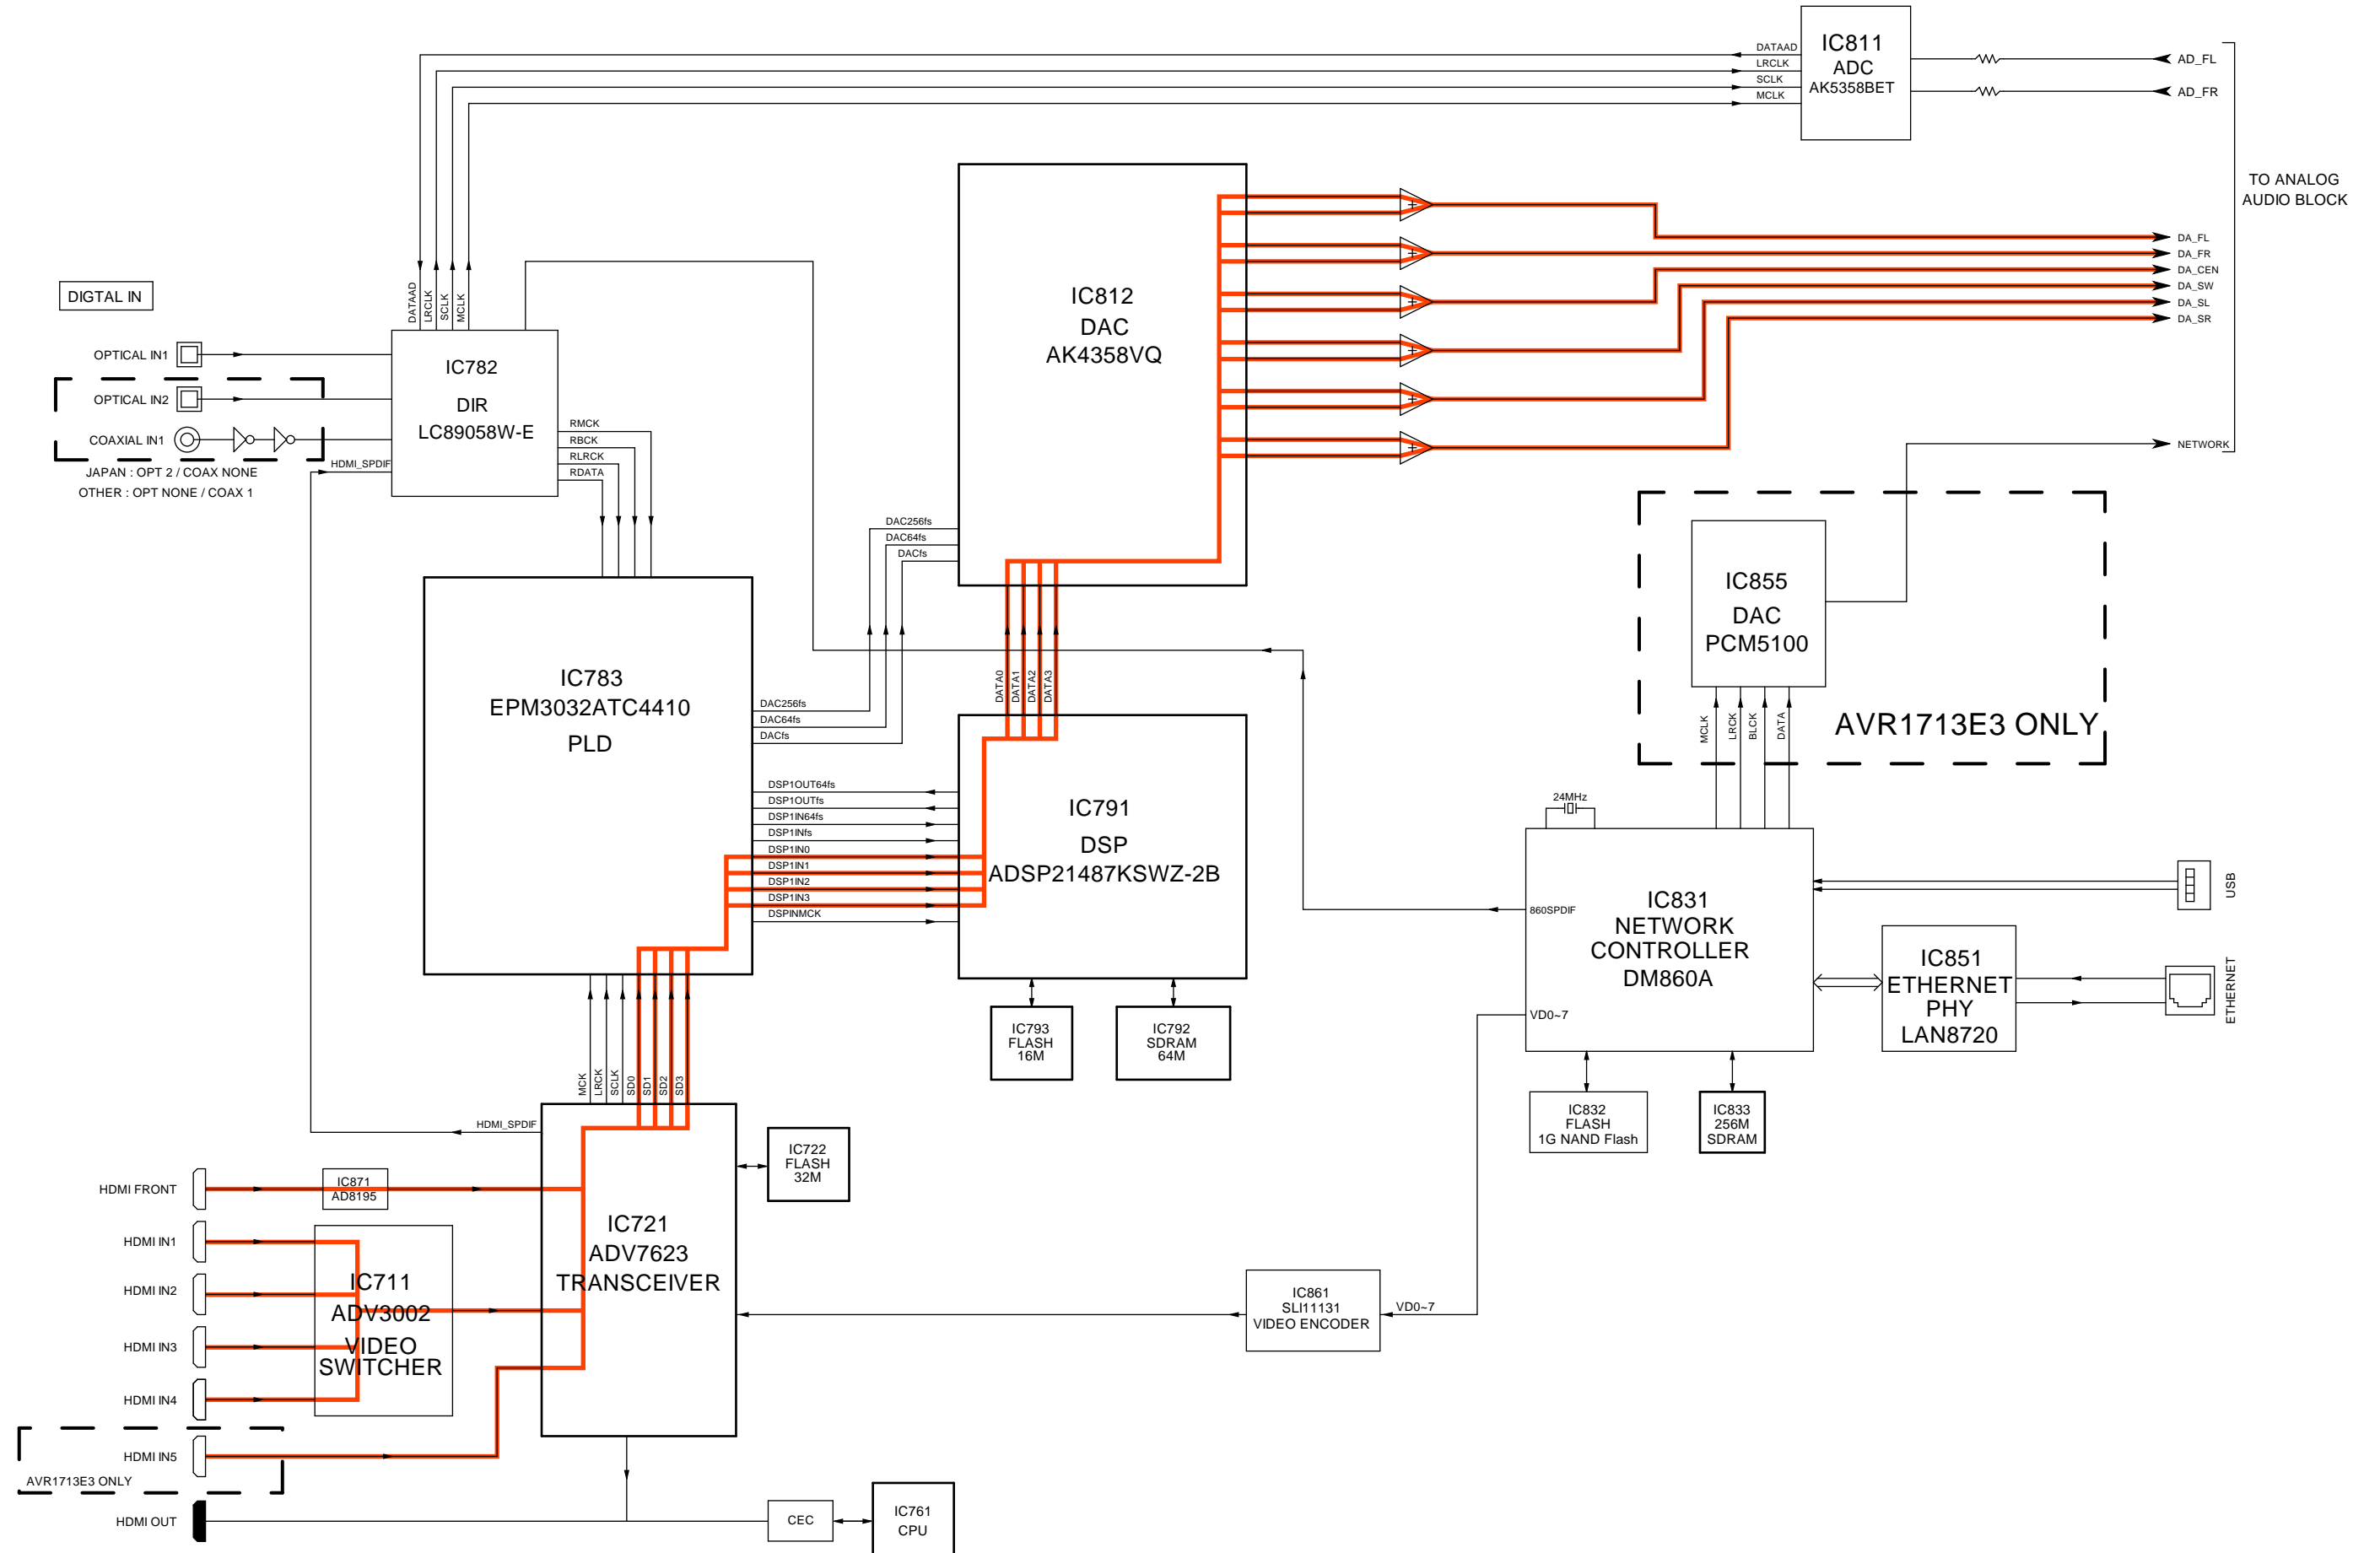 IC811
ADC
AK5358BET
DATAAD
LRCLK
SCLK
MCLK
AD_FL
AD_FR
TO ANALOG
AUDIO BLOCK
DA_FL
DA_FR
DA_CEN
DA_SW
DA_SL
DA_SR
NETWORK
IC812
DAC
AK4358VQ
DIGTAL IN
DATAAD
LRCLK
SCLK
MCLK
OPTICAL IN1
OPTICAL IN2
COAXIAL IN1
JAPAN : OPT 2 / COAX NONE
OTHER : OPT NONE / COAX 1
HDMI_SPDIF
IC782
DIR
LC89058W-E
RMCK
RBCK
RLRCK
RDATA
DAC256fs
DAC64fs
DACfs
IC855
DAC
PCM5100
AVR1713E3 ONLY
MCLK
LRCK
BLCK
DATA
IC783
EPM3032ATC4410
PLD
DAC256fs
DAC64fs
DACfs
DSP1OUT64fs
DSP1OUTfs
DSP1IN64fs
DSP1INfs
DSP1IN0
DSP1IN1
DSP1IN2
DSP1IN3
DSPINMCK
DATA0
DATA1
DATA2
DATA3
IC791
DSP
ADSP21487KSWZ-2B
IC793
FLASH
16M
IC792
SDRAM
64M
24MHz
860SPDIF
VD0~7
IC831
NETWORK
CONTROLLER
DM860A
USB
IC851
ETHERNET
PHY
LAN8720
ETHERNET
IC832
FLASH
1G NAND Flash
IC833
256M
SDRAM
MCK
LRCK
SCLK
SD0
SD1
SD2
SD3
HDMI_SPDIF
IC722
FLASH
32M
HDMI FRONT
IC871
AD8195
HDMI IN1
HDMI IN2
HDMI IN3
HDMI IN4
IC711
ADV3002
VIDEO
SWITCHER
IC721
ADV7623
TRANSCEIVER
IC861
SLI11131
VIDEO ENCODER
VD0~7
HDMI IN5
AVR1713E3 ONLY
HDMI OUT
CEC
IC761
CPU